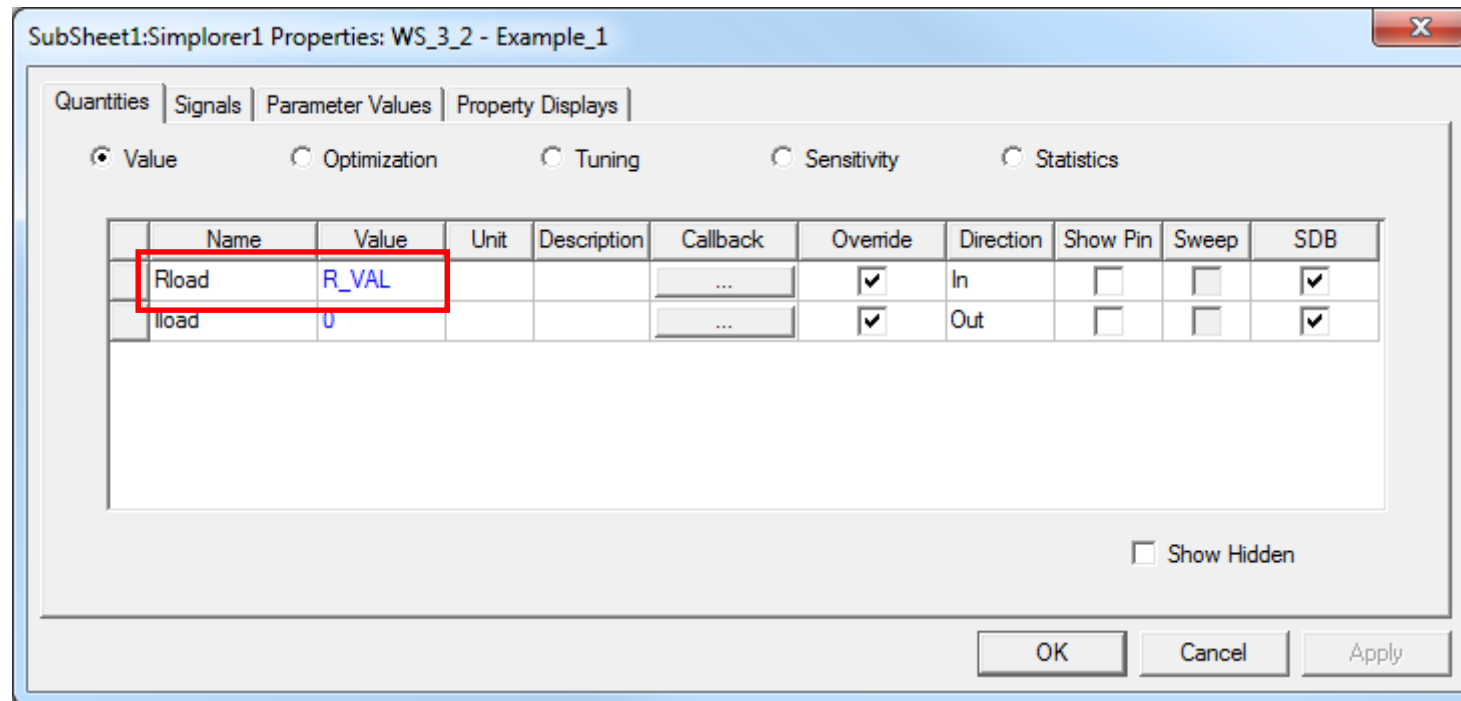 SubSheet1:Simplorer1 Properties: WS_3_2 - Example_1
x
Quantities Signals Parameter Values Property Displays
Value Optimization Tuning Sensitivity Statistics
Name Value Unit Description Callback Override Direction Show Pin Sweep SDB
Rload R_VAL ... In
Iload 0 ... Out
Show Hidden
OK Cancel Apply